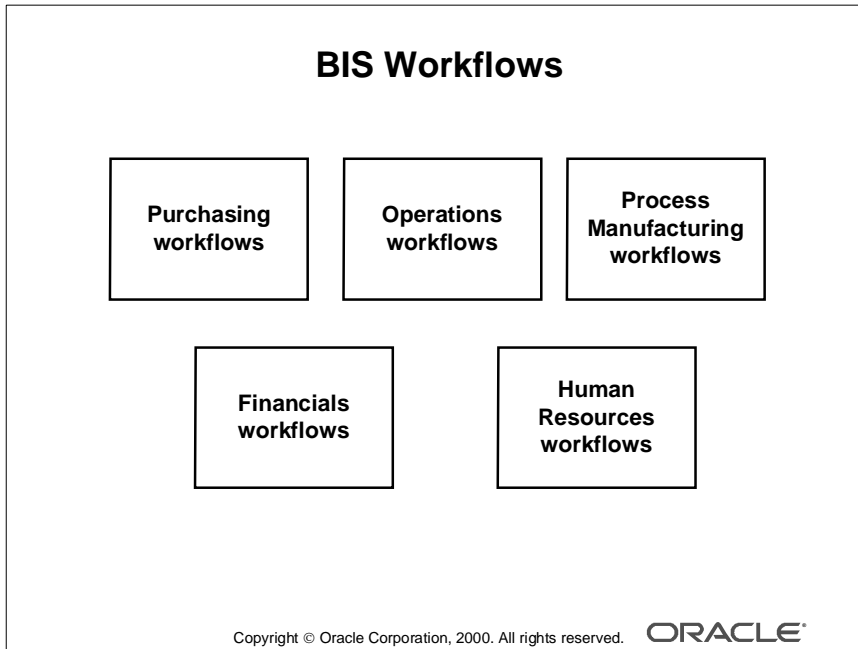 BIS Workflows
Purchasing
workflows
Operations
workflows
Process
Manufacturing
workflows
Financials
workflows
Human
Resources
workflows
Copyright © Oracle Corporation, 2000. All rights reserved.
ORACLE®